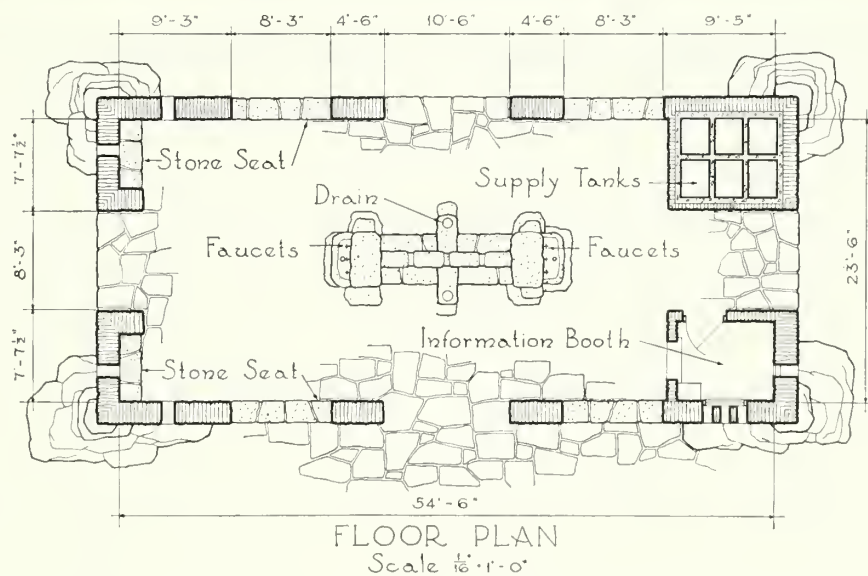 9'-3" 8'-3" 4'-6" 10'-6" 4'-6" 8'-3" 9'-5"
7'-7½"
Stone Seat
Drain
Supply Tanks
Faucets
Faucets
8'-3"
23'-6"
Information Booth
7'-7½"
Stone Seat
54'-6"
FLOOR PLAN
Scale 1/16"·1'-0"